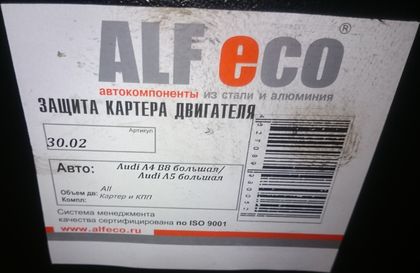 ALF eco ®
автокомпоненты из стали и алюминия
ЗАЩИТА КАРТЕРА ДВИГАТЕЛЯ
Артикул
30.02
Авто: Audi A4 B8 большая/
Audi A5 большая
Объем дв: All
Компл: Картер и КПП
Система менеджмента
качества сертифицирована по ISO 9001
www.alfeco.ru